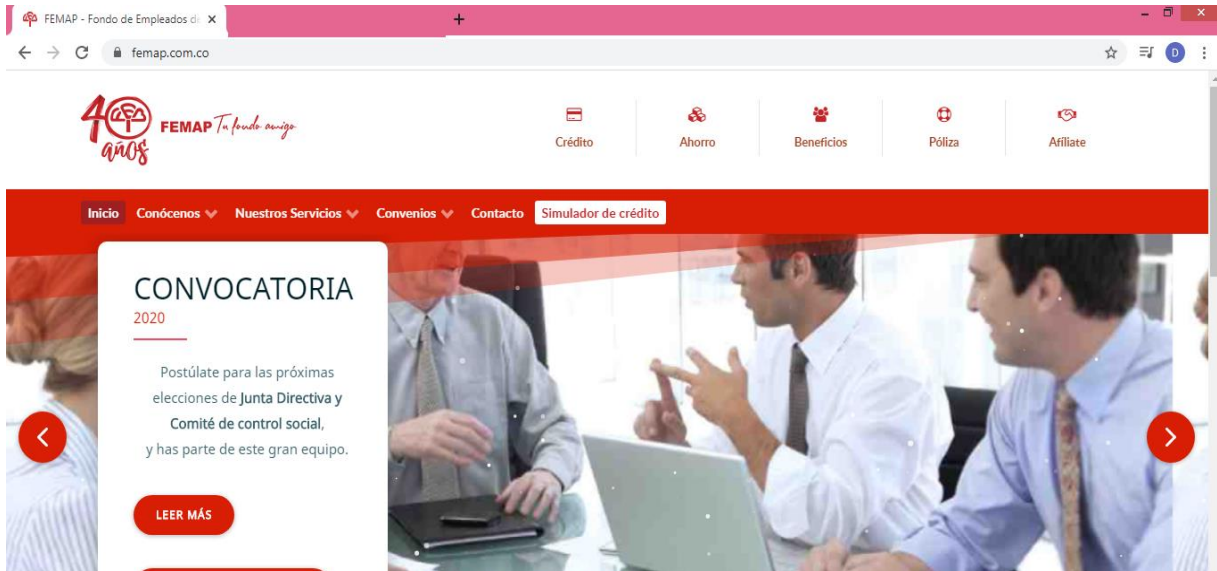 FEMAP - Fondo de Empleados de
femap.com.co
D
40 años
FEMAP Tu fondo amigo
Crédito
Ahorro
Beneficios
Póliza
Afíliate
Inicio
Conócenos
Nuestros Servicios
Convenios
Contacto
Simulador de crédito
CONVOCATORIA
2020
Postúlate para las próximas
elecciones de Junta Directiva y
Comité de control social,
y has parte de este gran equipo.
LEER MÁS